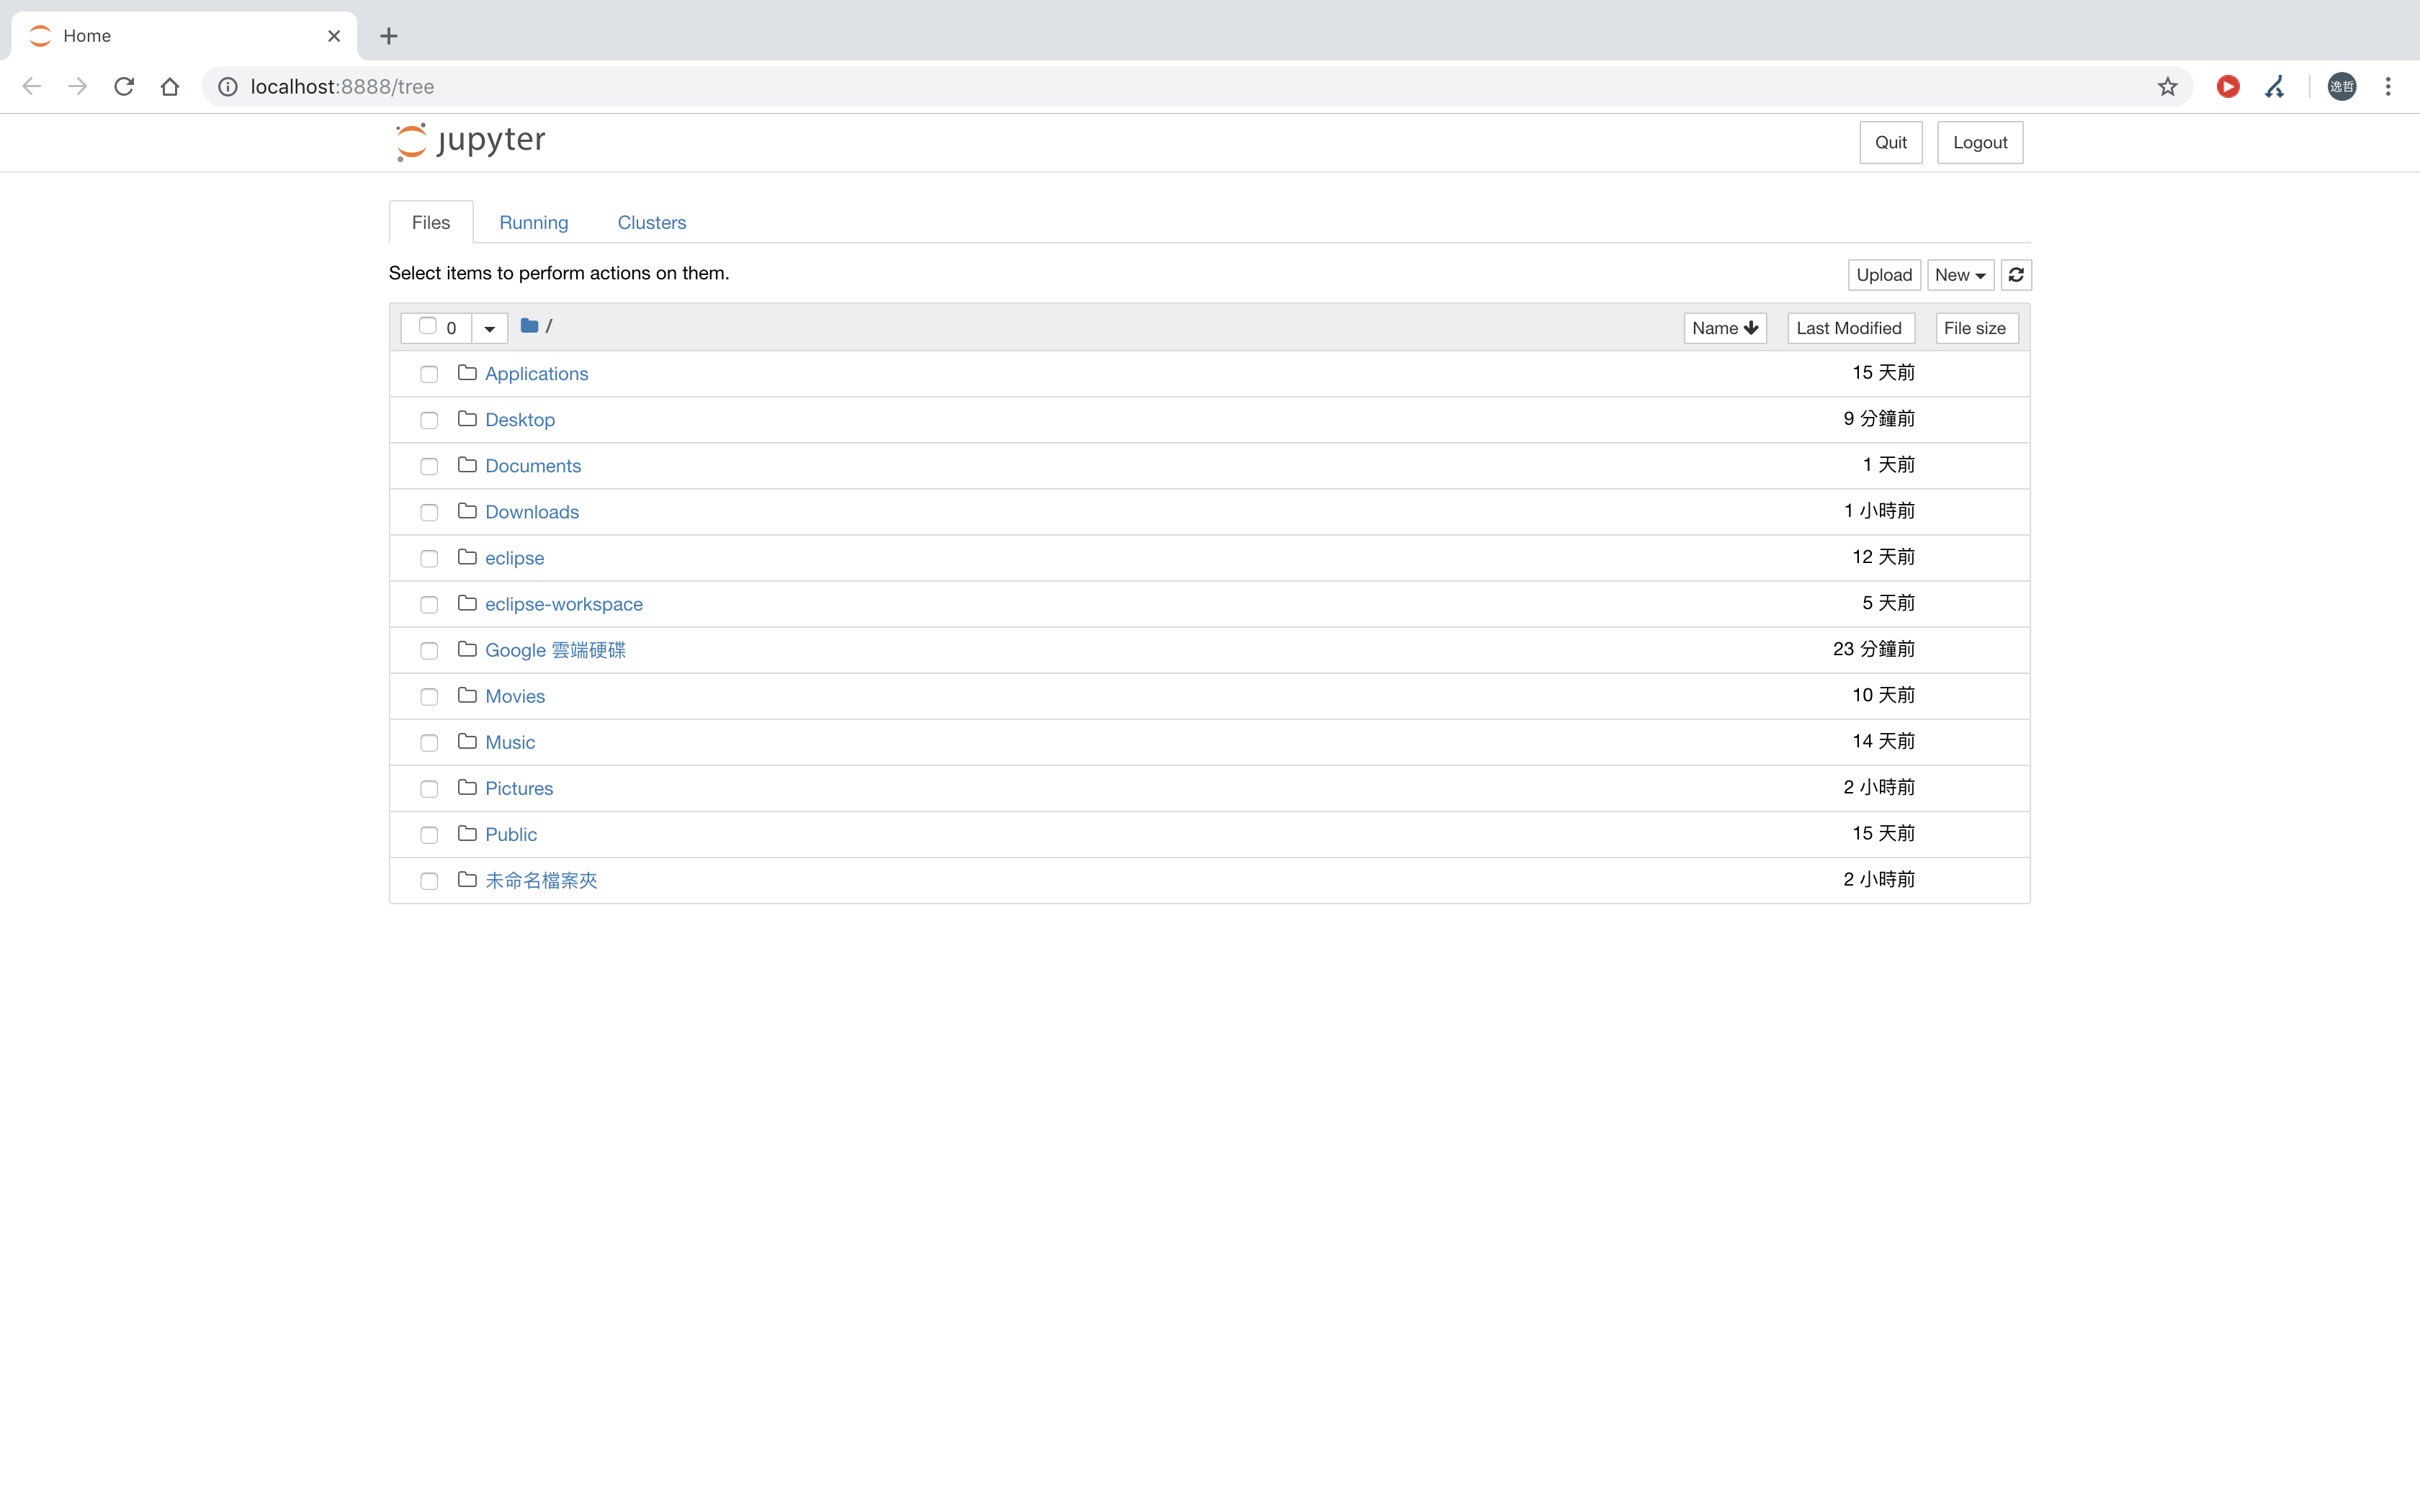 Home
localhost:8888/tree
逸哲
jupyter
Quit Logout
Files Running Clusters
Select items to perform actions on them.
Upload New
0 / Name Last Modified File size
Applications 15 天前
Desktop 9 分鐘前
Documents 1 天前
Downloads 1 小時前
eclipse 12 天前
eclipse-workspace 5 天前
Google 雲端硬碟 23 分鐘前
Movies 10 天前
Music 14 天前
Pictures 2 小時前
Public 15 天前
未命名檔案夾 2 小時前